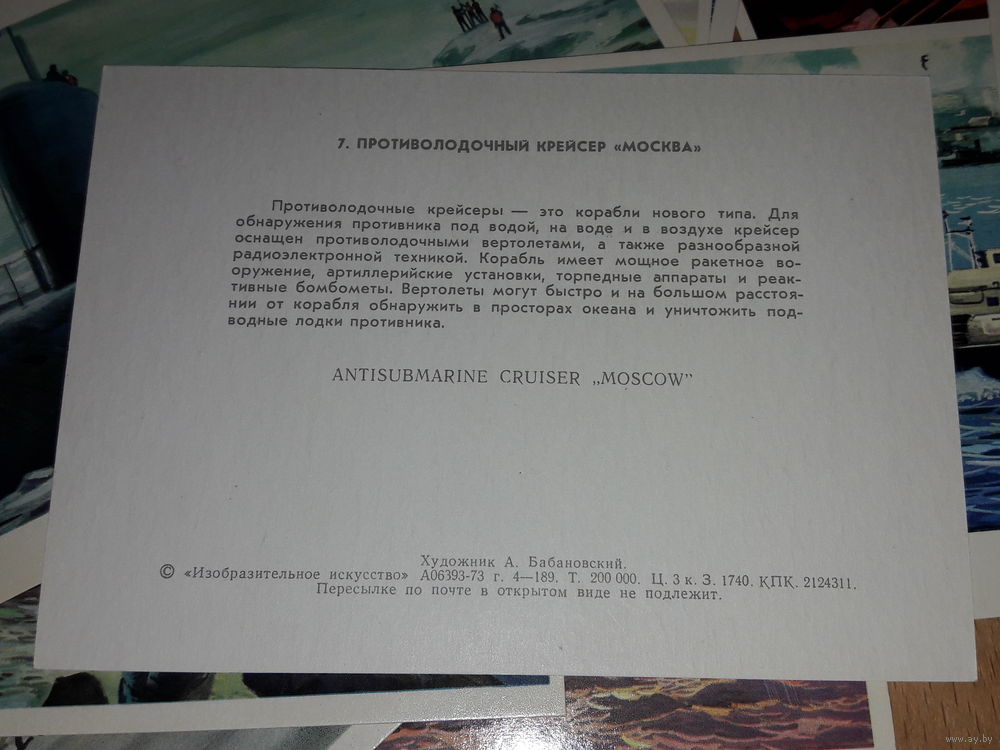 7. ПРОТИВОЛОДОЧНЫЙ КРЕЙСЕР «МОСКВА»
Противолодочные крейсеры — это корабли нового типа. Для
обнаружения противника под водой, на воде и в воздухе крейсер
оснащен противолодочными вертолетами, а также разнообразной
радиоэлектронной техникой. Корабль имеет мощное ракетное во-
оружение, артиллерийские установки, торпедные аппараты и реак-
тивные бомбометы. Вертолеты могут быстро и на большом расстоя-
нии от корабля обнаружить в просторах океана и уничтожить под-
водные лодки противника.
ANTISUBMARINE CRUISER „MOSCOW”
Художник А. Бабановский.
© «Изобразительное искусство» А06393-73 г. 4—189. Т. 200 000. Ц. 3 к. З. 1740. ҚПҚ. 2124311.
Пересылке по почте в открытом виде не подлежит.
www.ay.by